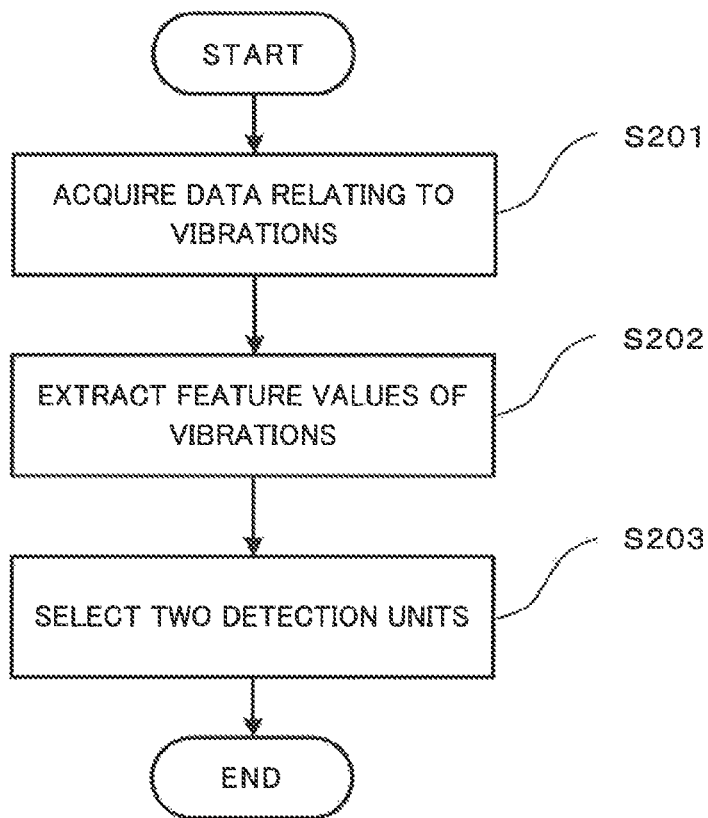 START
S201
ACQUIRE DATA RELATING TO
VIBRATIONS
S202
EXTRACT FEATURE VALUES OF
VIBRATIONS
S203
SELECT TWO DETECTION UNITS
END